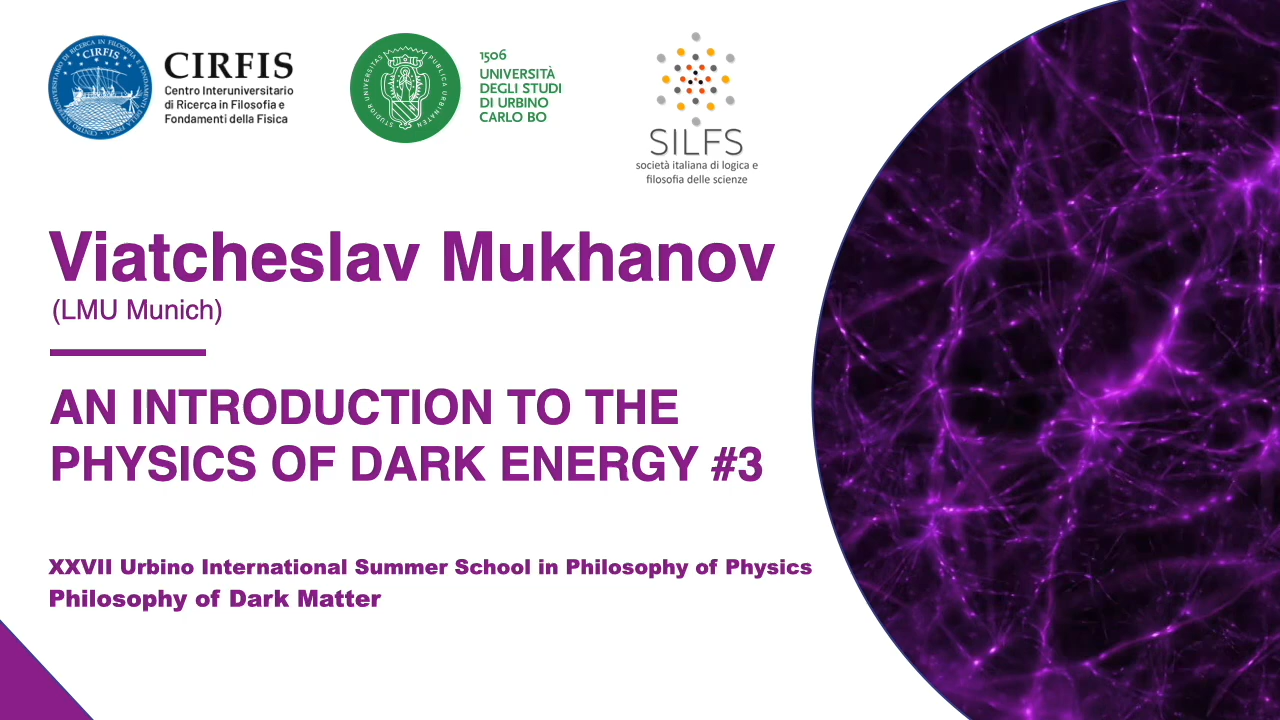 CIRFIS
Centro Interuniversitario
di Ricerca in Filosofia e
Fondamenti della Fisica
1506
UNIVERSITÀ
DEGLI STUDI
DI URBINO
CARLO BO
SILFS
società italiana di logica e
filosofia delle scienze
Viatcheslav Mukhanov
(LMU Munich)
AN INTRODUCTION TO THE
PHYSICS OF DARK ENERGY #3
XXVII Urbino International Summer School in Philosophy of Physics
Philosophy of Dark Matter